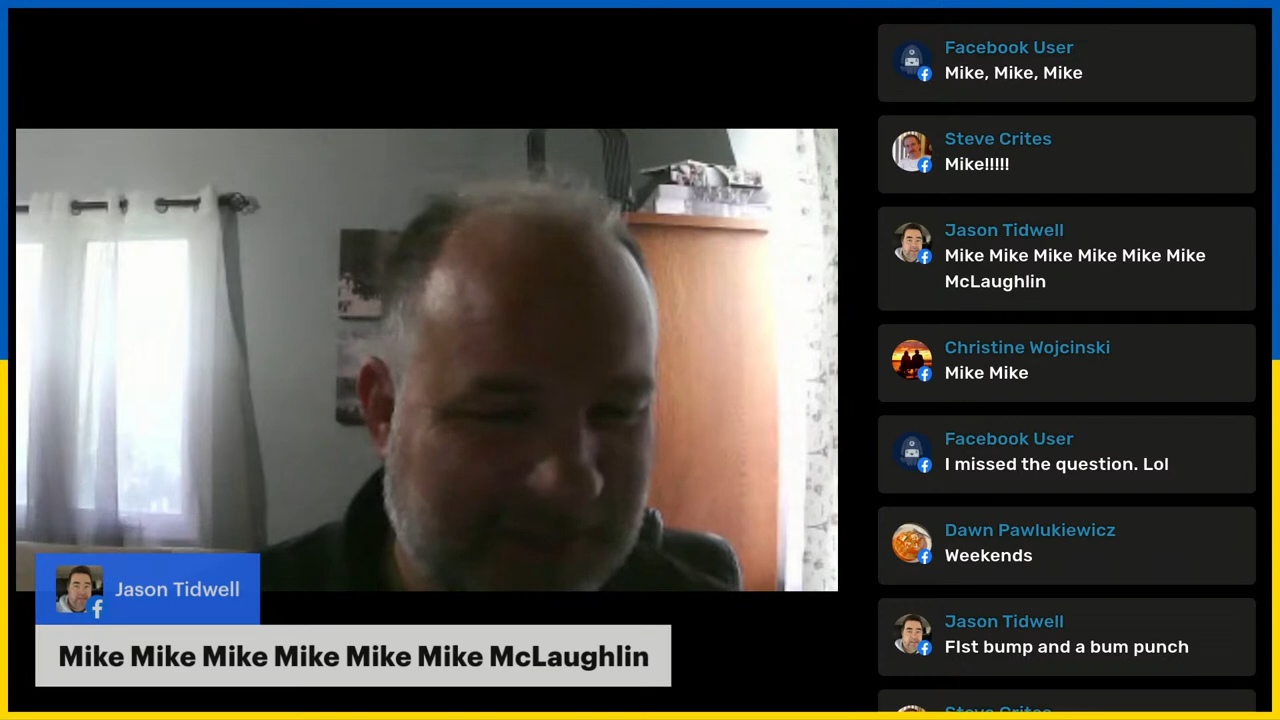 Facebook User
Mike, Mike, Mike
Steve Crites
Mike!!!!!
Jason Tidwell
Mike Mike Mike Mike Mike Mike
McLaughlin
Christine Wojcinski
Mike Mike
Facebook User
I missed the question. Lol
Dawn Pawlukiewicz
Weekends
Jason Tidwell
FIst bump and a bum punch
Steve Crites
Jason Tidwell
Mike Mike Mike Mike Mike Mike McLaughlin